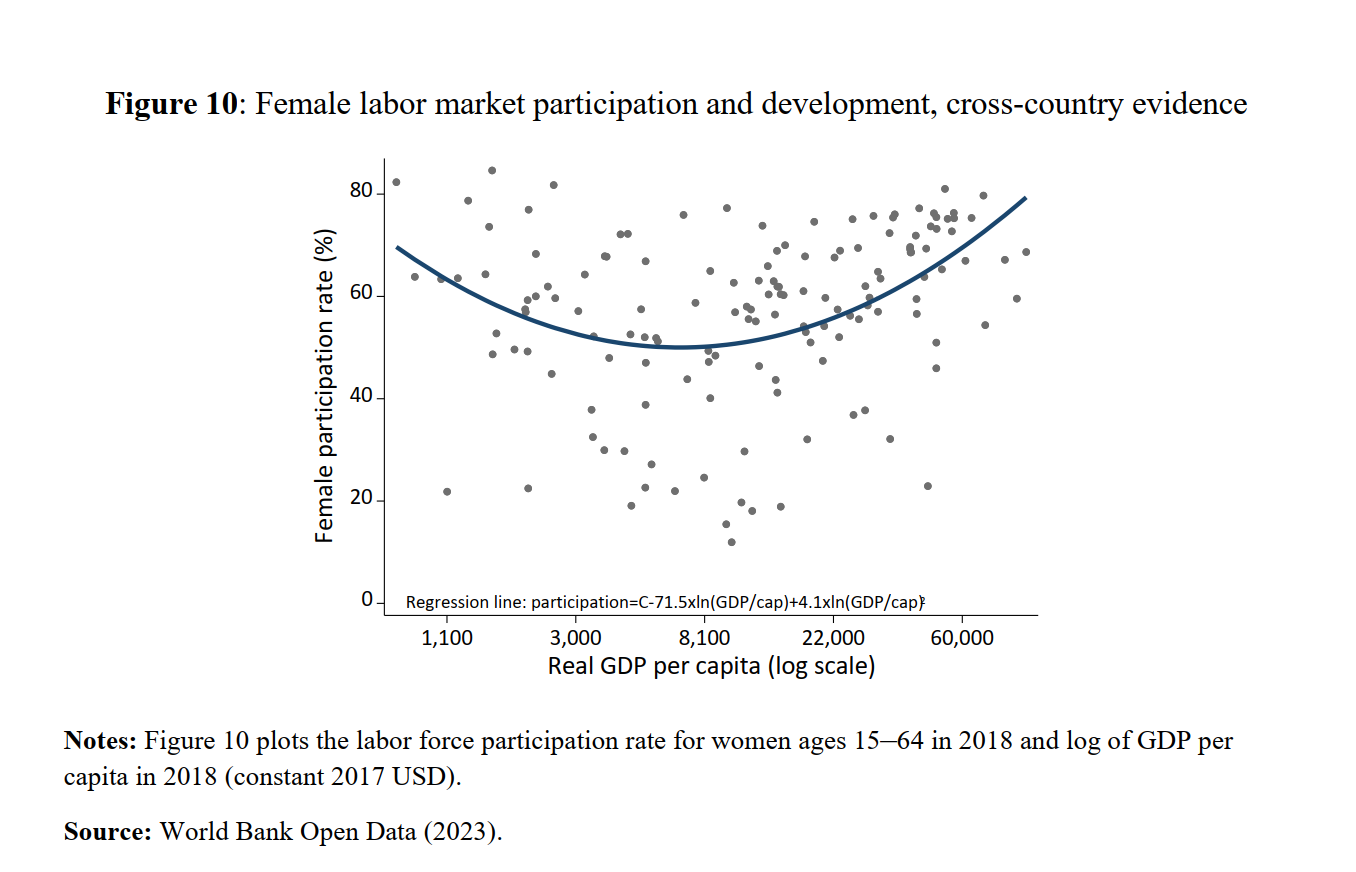 Figure 10: Female labor market participation and development, cross-country evidence
80
60
40
20
0
Female participation rate (%)
Regression line: participation=C-71.5xln(GDP/cap)+4.1xln(GDP/cap)²
1,100 3,000 8,100 22,000 60,000
Real GDP per capita (log scale)
Notes: Figure 10 plots the labor force participation rate for women ages 15–64 in 2018 and log of GDP per
capita in 2018 (constant 2017 USD).
Source: World Bank Open Data (2023).